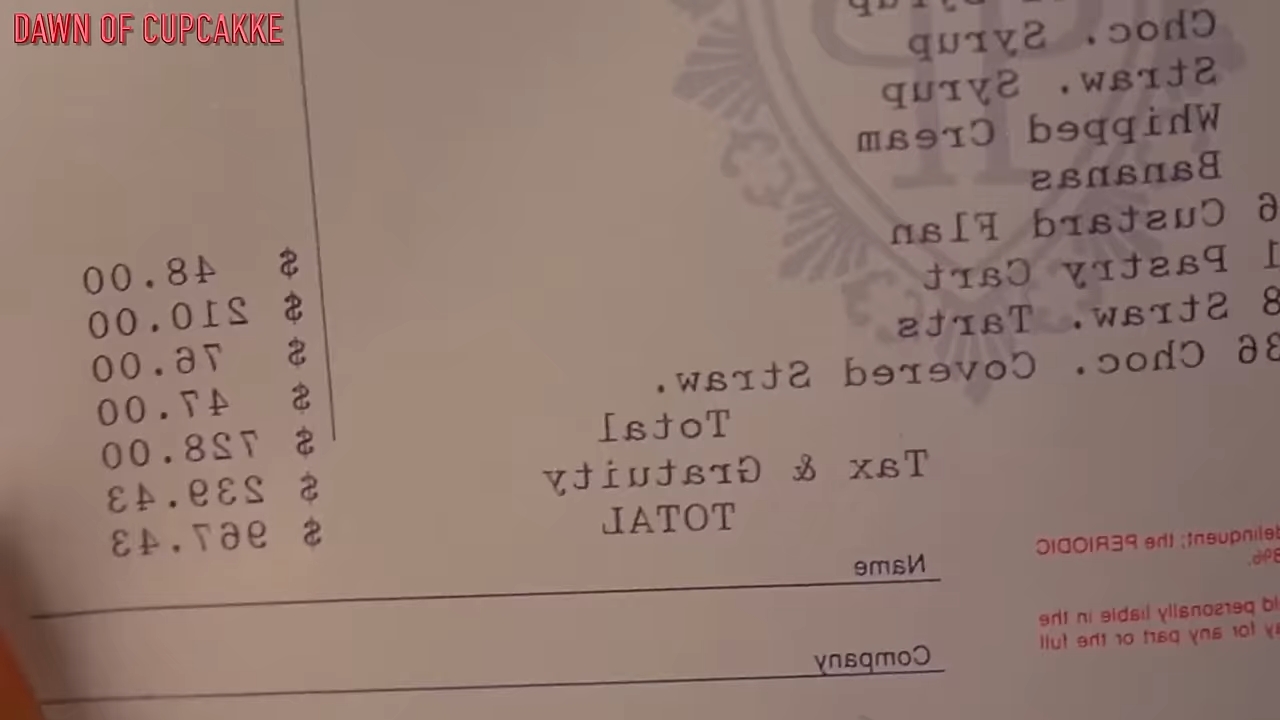 DAWN OF CUPCAKKE
Choc. Syrup
Straw. Syrup
Whipped Cream
Bananas
6 Custard Flan $ 48.00
1 Pastry Cart $ 210.00
8 Straw. Tarts $ 76.00
36 Choc. Covered Straw. $ 47.00
Total $ 728.00
Tax & Gratuity $ 239.43
TOTAL $ 967.43
the PERIODIC
personally liable in the
for any part or the full
Name
Company